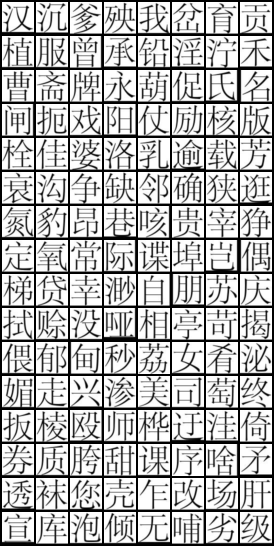 汉沉爹殃我岔育贡
植服曾承铅淫泞禾
曹斋牌永葫促氏名
闸扼戏阳仗励核版
栓佳婆洛乳逾载芳
衰沟争缺邻确狭逛
氮豹昂巷咳贵宰狰
定氧常际谍埠岂偶
梯贷幸渺自朋苏庆
拭赊没哑相亭苛揭
偎郁甸秒荔女肴泌
媚走兴渗美司萄终
扳棱殴师桦迂洼倚
券质胯甜课序啥矛
透袜您壳乍改场肝
宣库泡倾无哺劣级